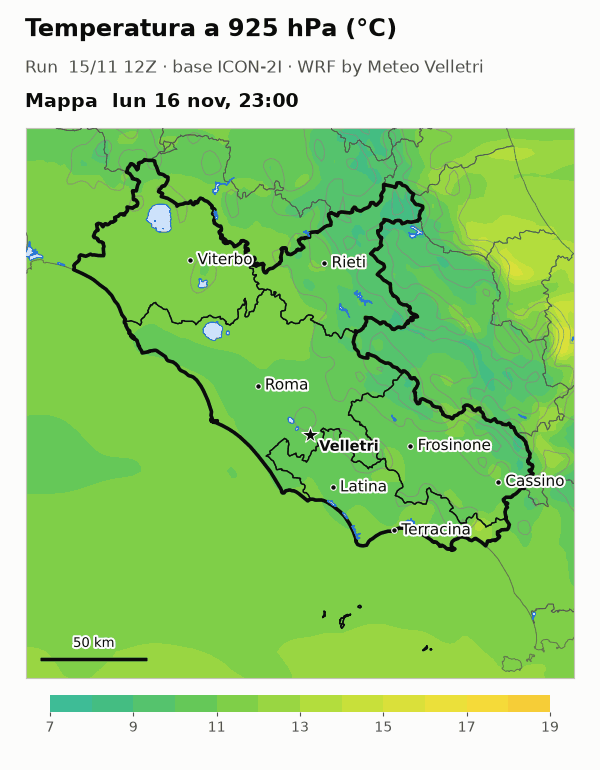 Temperatura a 925 hPa (°C)
Run  15/11 12Z · base ICON-2I · WRF by Meteo Velletri
Mappa  lun 16 nov, 23:00
Viterbo
Rieti
Roma
Velletri
Frosinone
Cassino
Latina
Terracina
50 km
7 9 11 13 15 17 19